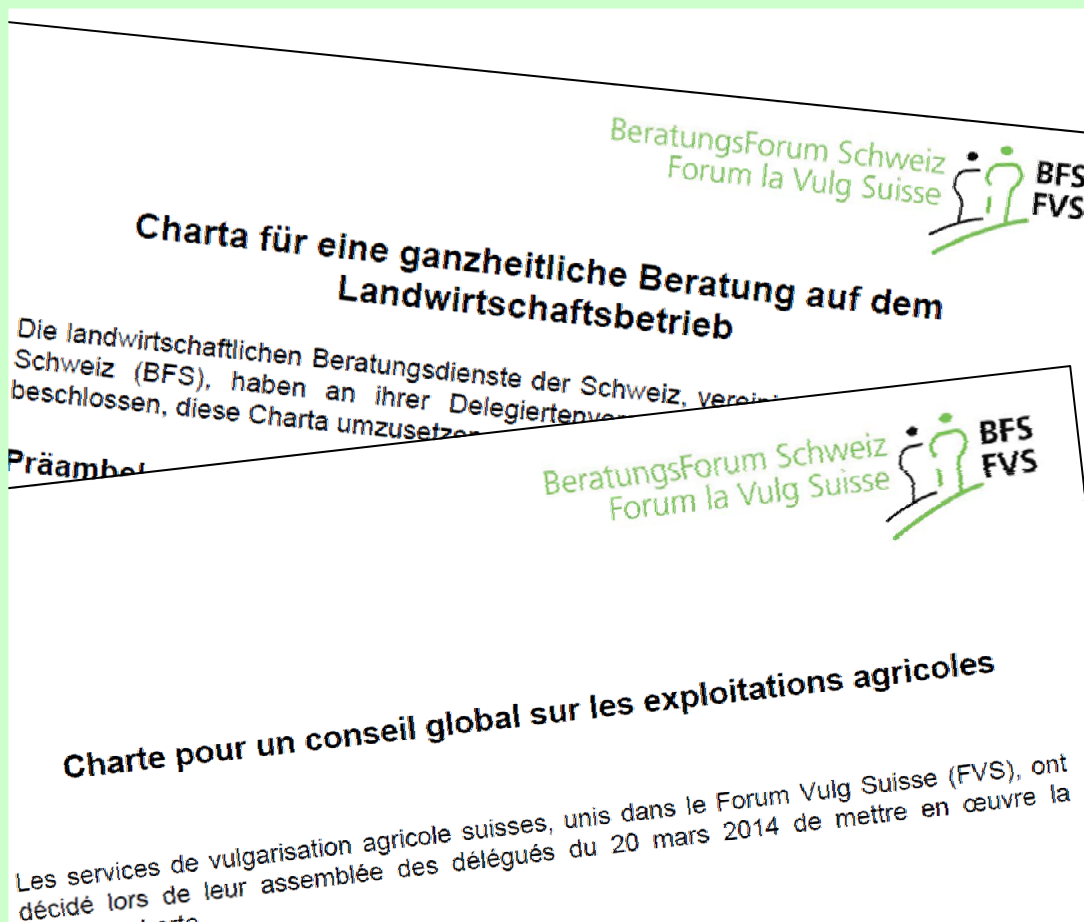 BeratungsForum Schweiz
Forum la Vulg Suisse
BFS
FVS
Charta für eine ganzheitliche Beratung auf dem
Landwirtschaftsbetrieb
Die landwirtschaftlichen Beratungsdienste der Schweiz,
Schweiz (BFS), haben an ihrer
beschlossen, diese Charta umzusetzen
BeratungsForum Schweiz
Forum la Vulg Suisse
BFS
FVS
Charte pour un conseil global sur les exploitations agricoles
Les services de vulgarisation agricole suisses, unis dans le Forum Vulg Suisse (FVS), ont
décidé lors de leur assemblée des délégués du 20 mars 2014 de mettre en œuvre la